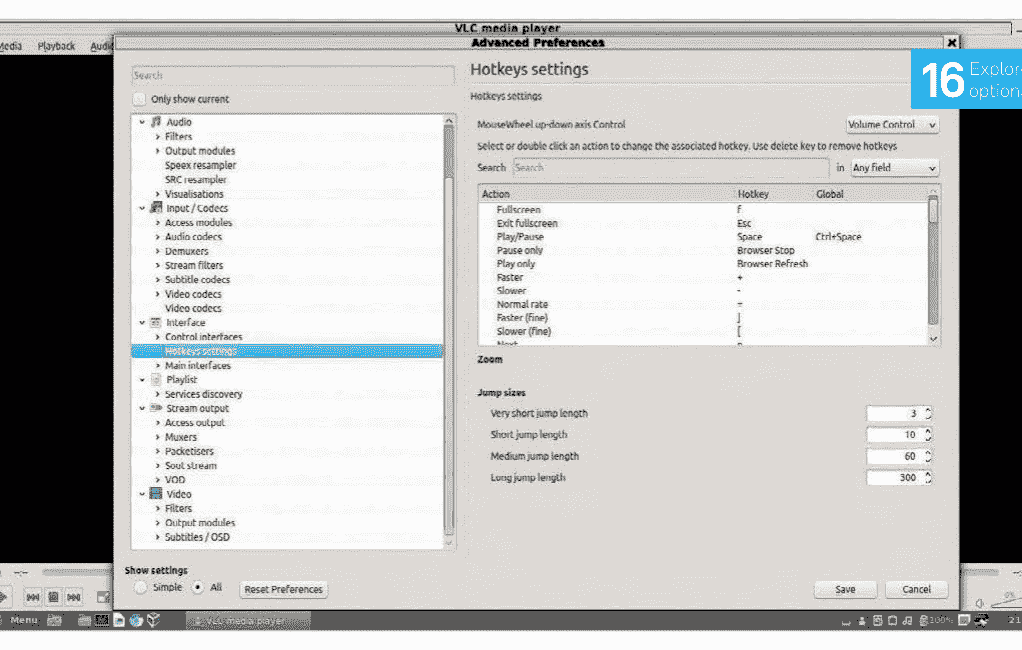 VLC media player
Media Playback Audio
Advanced Preferences
16 Explore
options
Search
Only show current
Audio
Filters
Output modules
Speex resampler
SRC resampler
Visualisations
Input / Codecs
Access modules
Audio codecs
Demuxers
Stream filters
Subtitle codecs
Video codecs
Video codecs
Interface
Control interfaces
Hotkeys settings
Main interfaces
Playlist
Services discovery
Stream output
Access output
Muxers
Packetisers
Sout stream
VOD
Video
Filters
Output modules
Subtitles / OSD
Show settings
Simple All Reset Preferences
Hotkeys settings
Hotkeys settings
MouseWheel up-down axis Control Volume Control
Select or double click an action to change the associated hotkey. Use delete key to remove hotkeys
Search Search in Any field
Action Hotkey Global
Fullscreen f
Exit fullscreen Esc
Play/Pause Space Ctrl+Space
Pause only Browser Stop
Play only Browser Refresh
Faster +
Slower -
Normal rate =
Faster (fine) ]
Slower (fine) [
Next n
Zoom
Jump sizes
Very short jump length 3
Short jump length 10
Medium jump length 60
Long jump length 300
Save Cancel
Menu VLC media player 100% 21